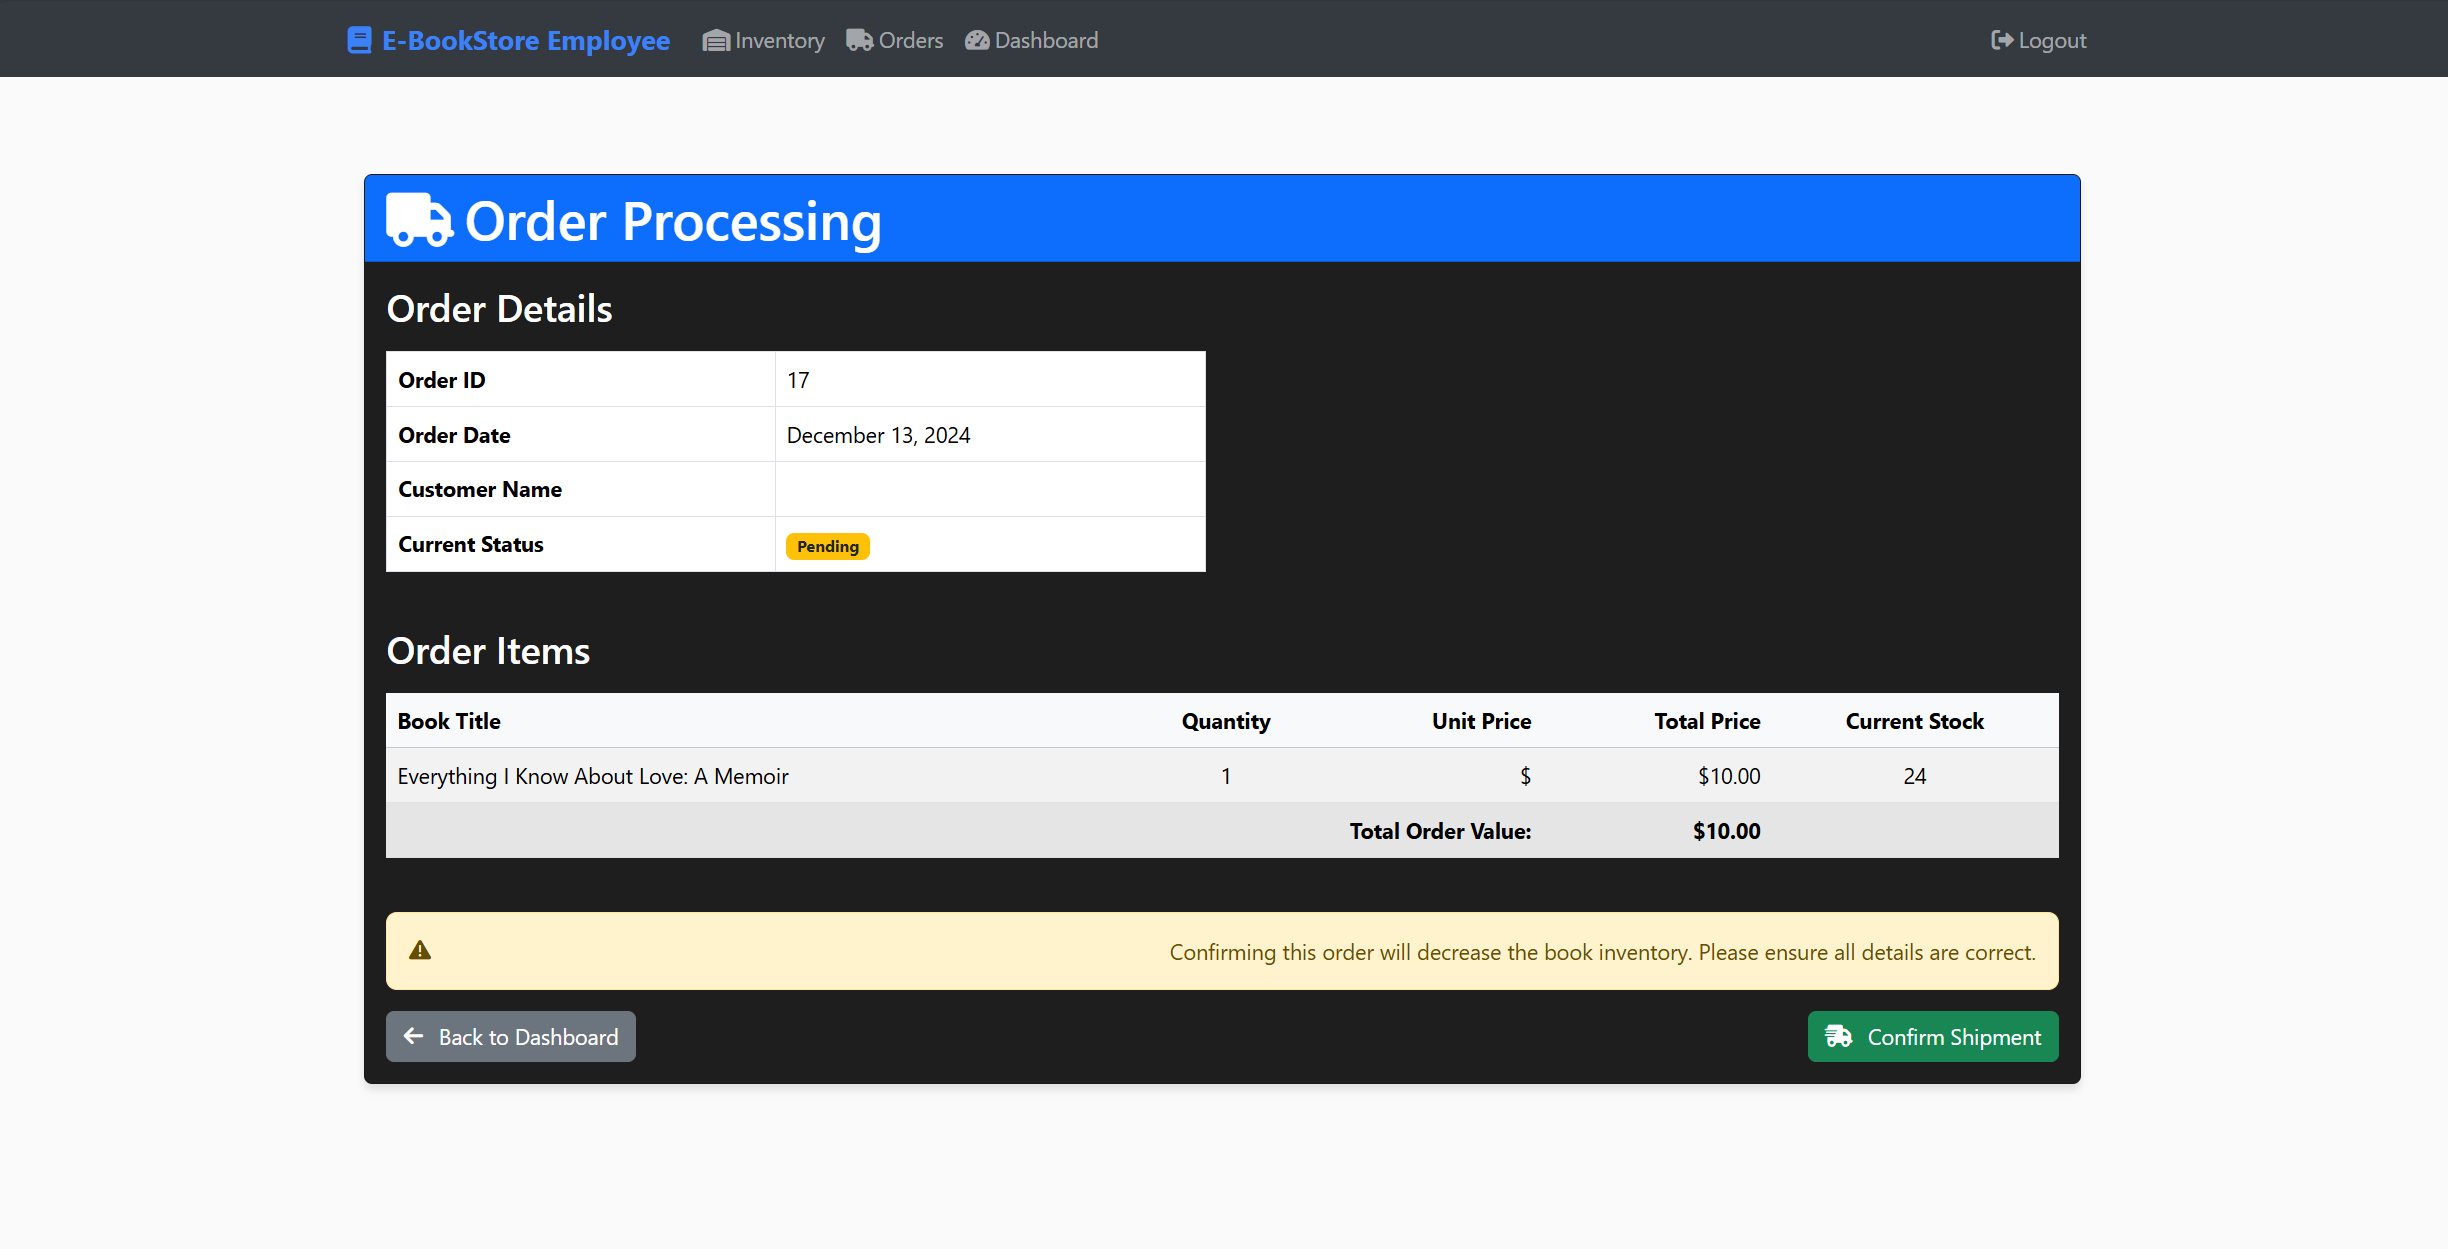 E-BookStore Employee Inventory Orders Dashboard Logout
Order Processing
Order Details
Order ID 17
Order Date December 13, 2024
Customer Name
Current Status Pending
Order Items
Book Title Quantity Unit Price Total Price Current Stock
Everything I Know About Love: A Memoir 1 $ $10.00 24
Total Order Value: $10.00
Confirming this order will decrease the book inventory. Please ensure all details are correct.
Back to Dashboard Confirm Shipment